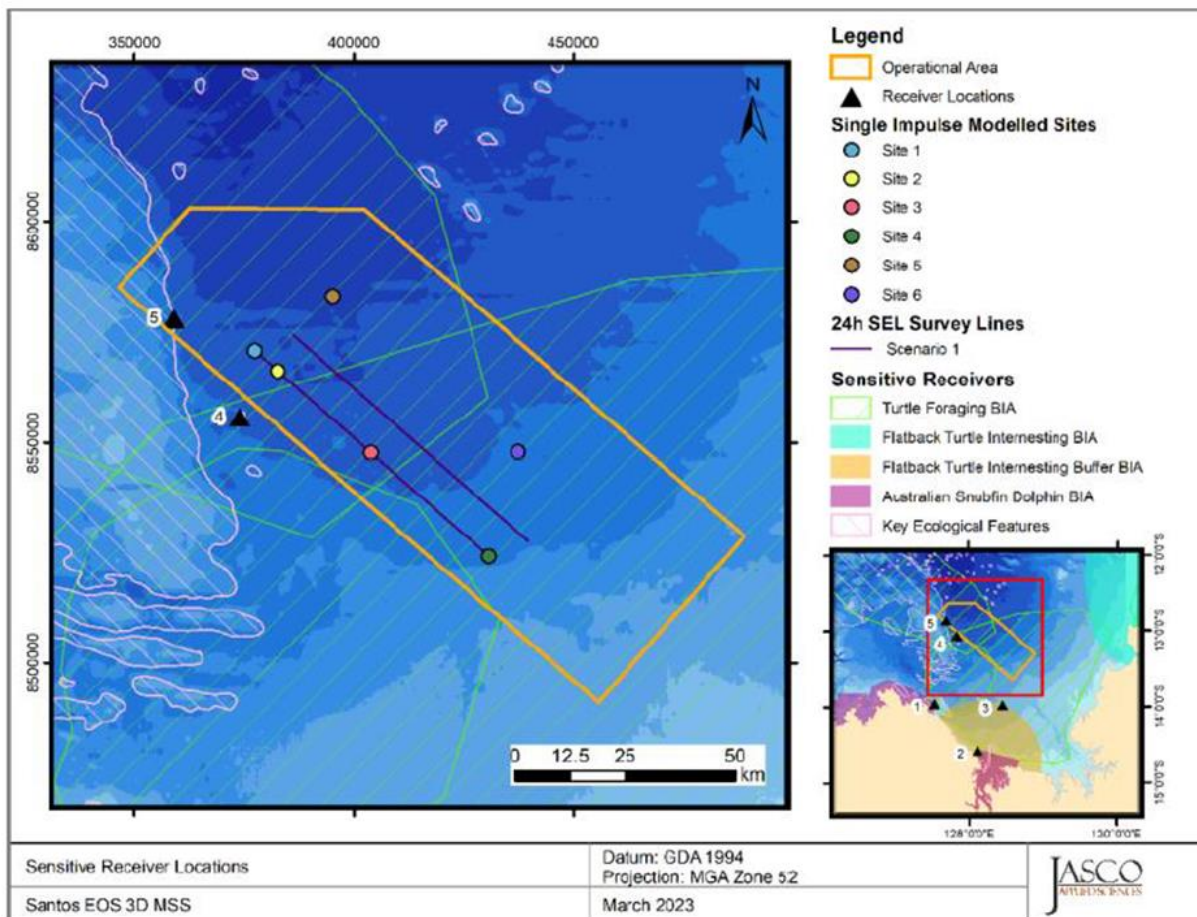 350000 400000 450000
8600000
8550000
8500000
N
5
4
0 12.5 25 50
km
Legend
Operational Area
Receiver Locations
Single Impulse Modelled Sites
Site 1
Site 2
Site 3
Site 4
Site 5
Site 6
24h SEL Survey Lines
Scenario 1
Sensitive Receivers
Turtle Foraging BIA
Flatback Turtle Internesting BIA
Flatback Turtle Internesting Buffer BIA
Australian Snubfin Dolphin BIA
Key Ecological Features
5
4
1
3
2
12°0'0"S
13°0'0"S
14°0'0"S
15°0'0"S
128°0'0"E 130°0'0"E
Sensitive Receiver Locations
Datum: GDA 1994
Projection: MGA Zone 52
Santos EOS 3D MSS
March 2023
JASCO
APPLIED SCIENCES